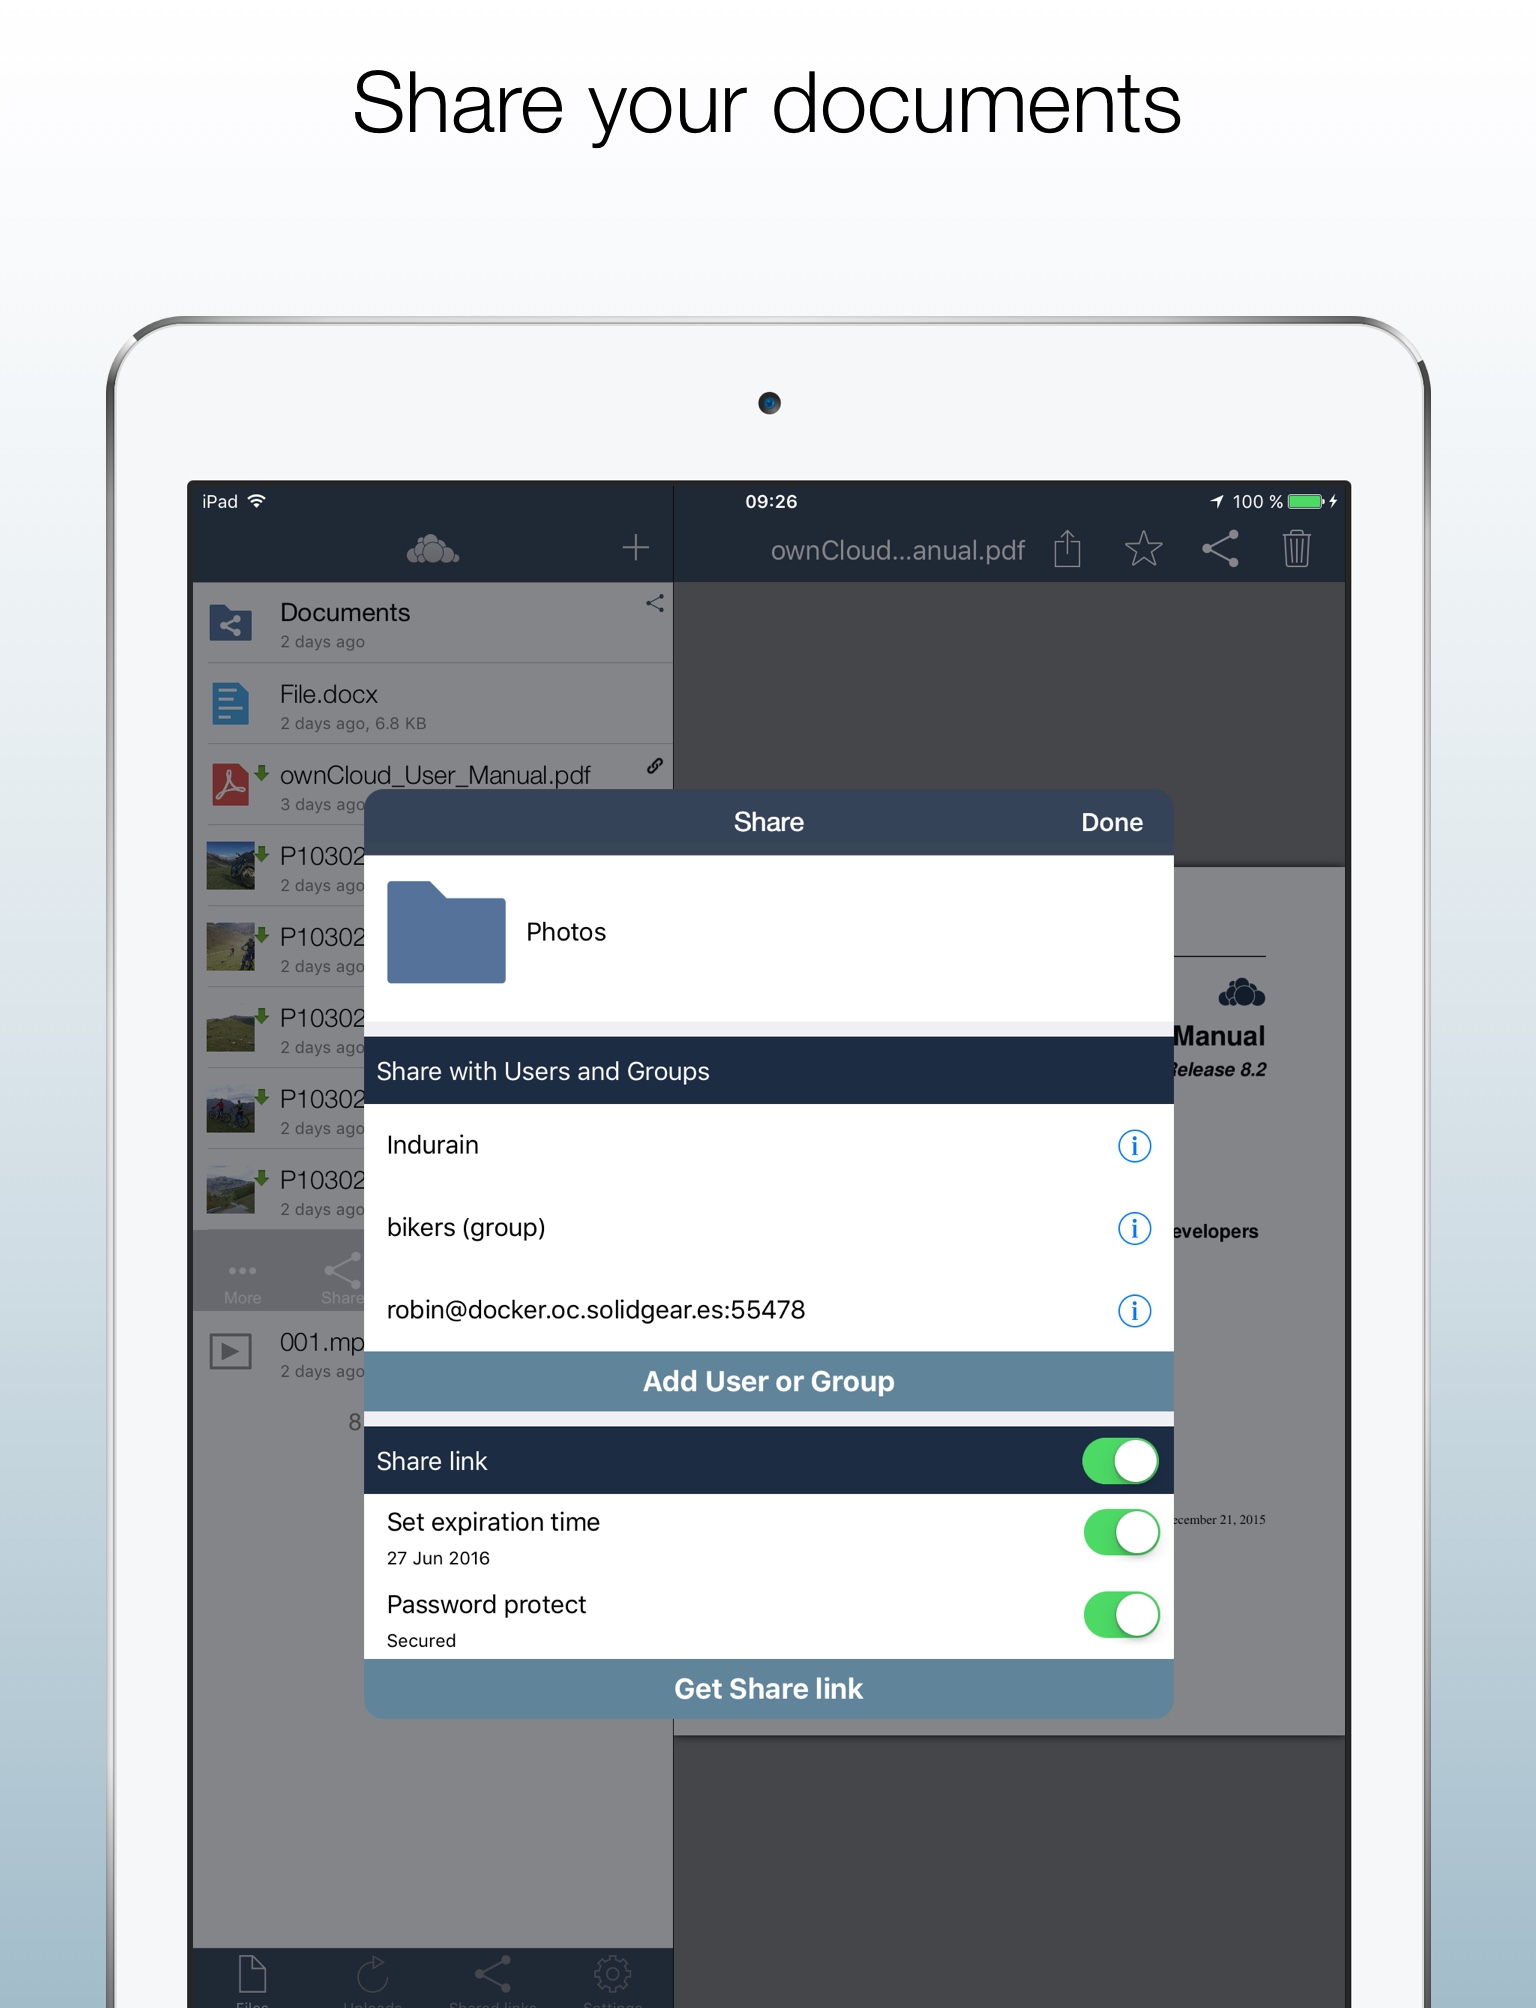 Share your documents
iPad
09:26
100 %
ownCloud...anual.pdf
Documents
2 days ago
File.docx
2 days ago, 6.8 KB
ownCloud_User_Manual.pdf
3 days ago
P10302
2 days ago
P10302
2 days ago
P10302
2 days ago
P10302
2 days ago
P10302
2 days ago
More
Share
001.mp
2 days ago
8
Share
Done
Photos
Share with Users and Groups
Indurain
bikers (group)
robin@docker.oc.solidgear.es:55478
Add User or Group
Share link
Set expiration time
27 Jun 2016
Password protect
Secured
Get Share link
Manual
elease 8.2
evelopers
ecember 21, 2015
Files
Uploads
Shared links
Settings